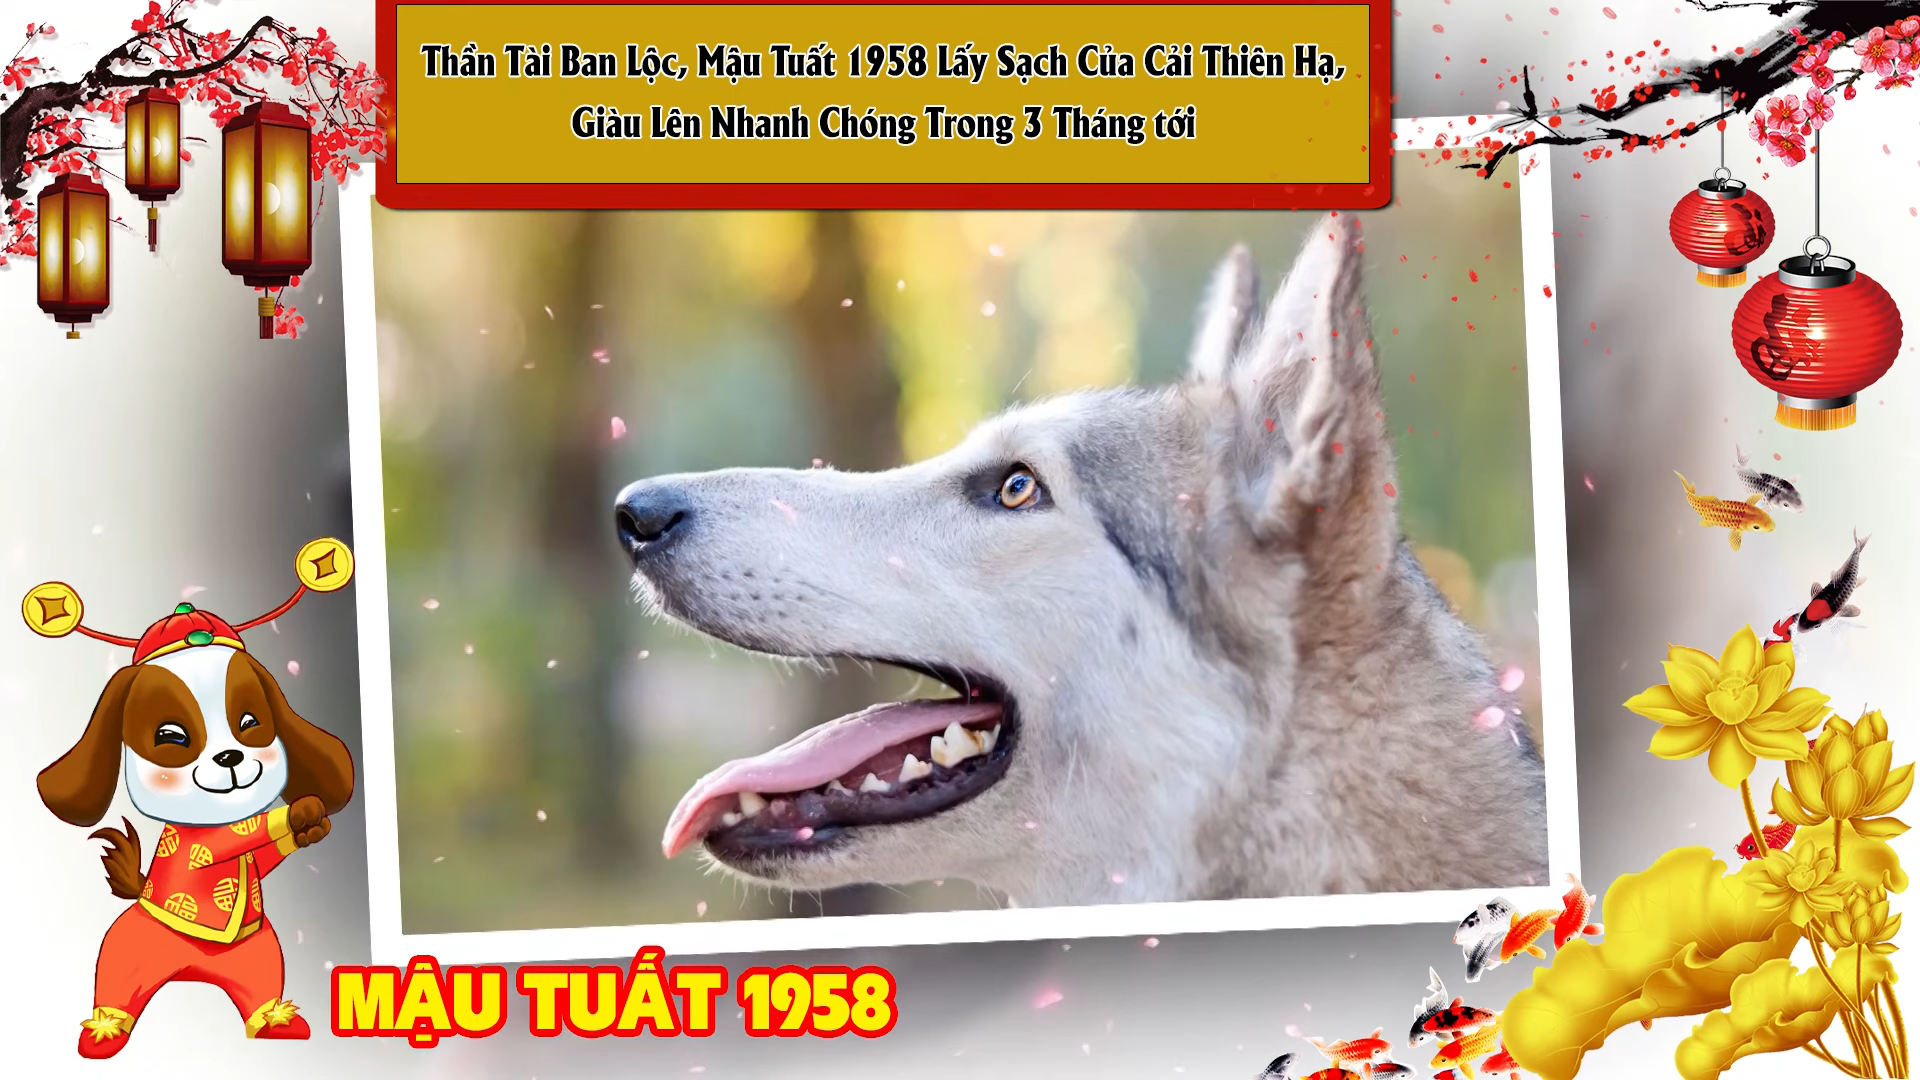 Thần Tài Ban Lộc, Mậu Tuất 1958 Lấy Sạch Của Cải Thiên Hạ,
Giàu Lên Nhanh Chóng Trong 3 Tháng tới
MẬU TUẤT 1958